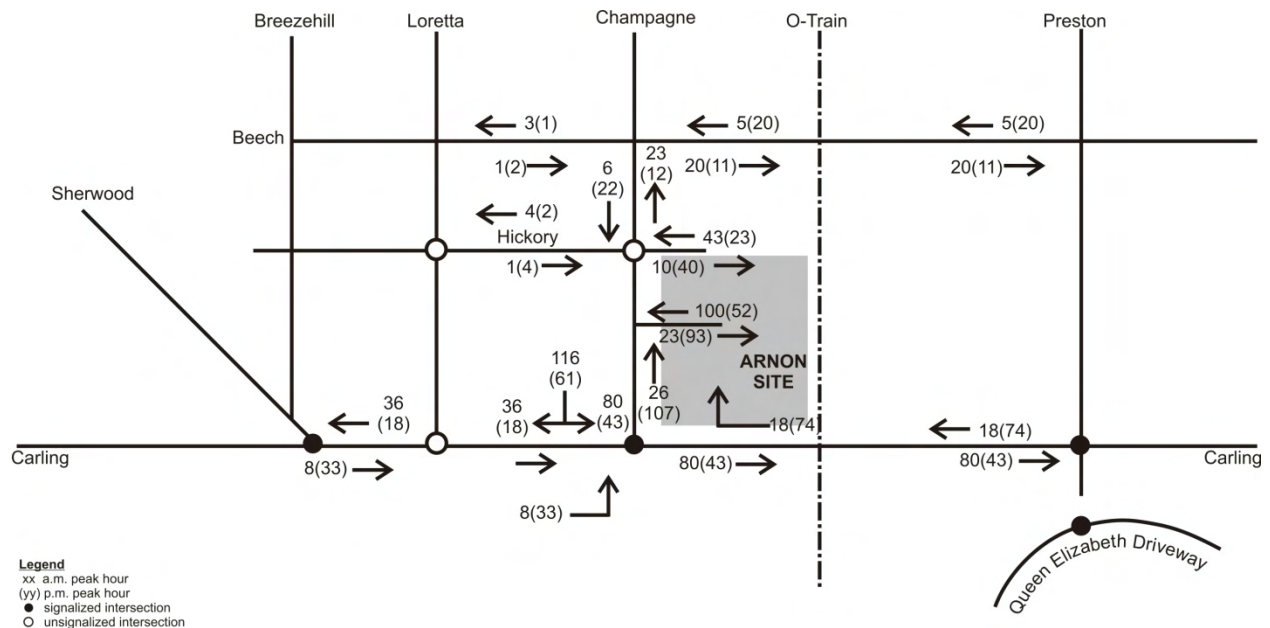 Breezehill
Loretta
Champagne
O-Train
Preston
3(1)
5(20)
5(20)
Beech
1(2)
6
(22)
23
(12)
20(11)
20(11)
Sherwood
4(2)
Hickory
43(23)
1(4)
10(40)
100(52)
23(93)
ARNON
SITE
116
(61)
36
(18)
36
(18)
80
(43)
26
(107)
18(74)
18(74)
Carling
8(33)
80(43)
80(43)
Carling
8(33)
Queen Elizabeth Driveway
Legend
xx a.m. peak hour
(yy) p.m. peak hour
signalized intersection
unsignalized intersection